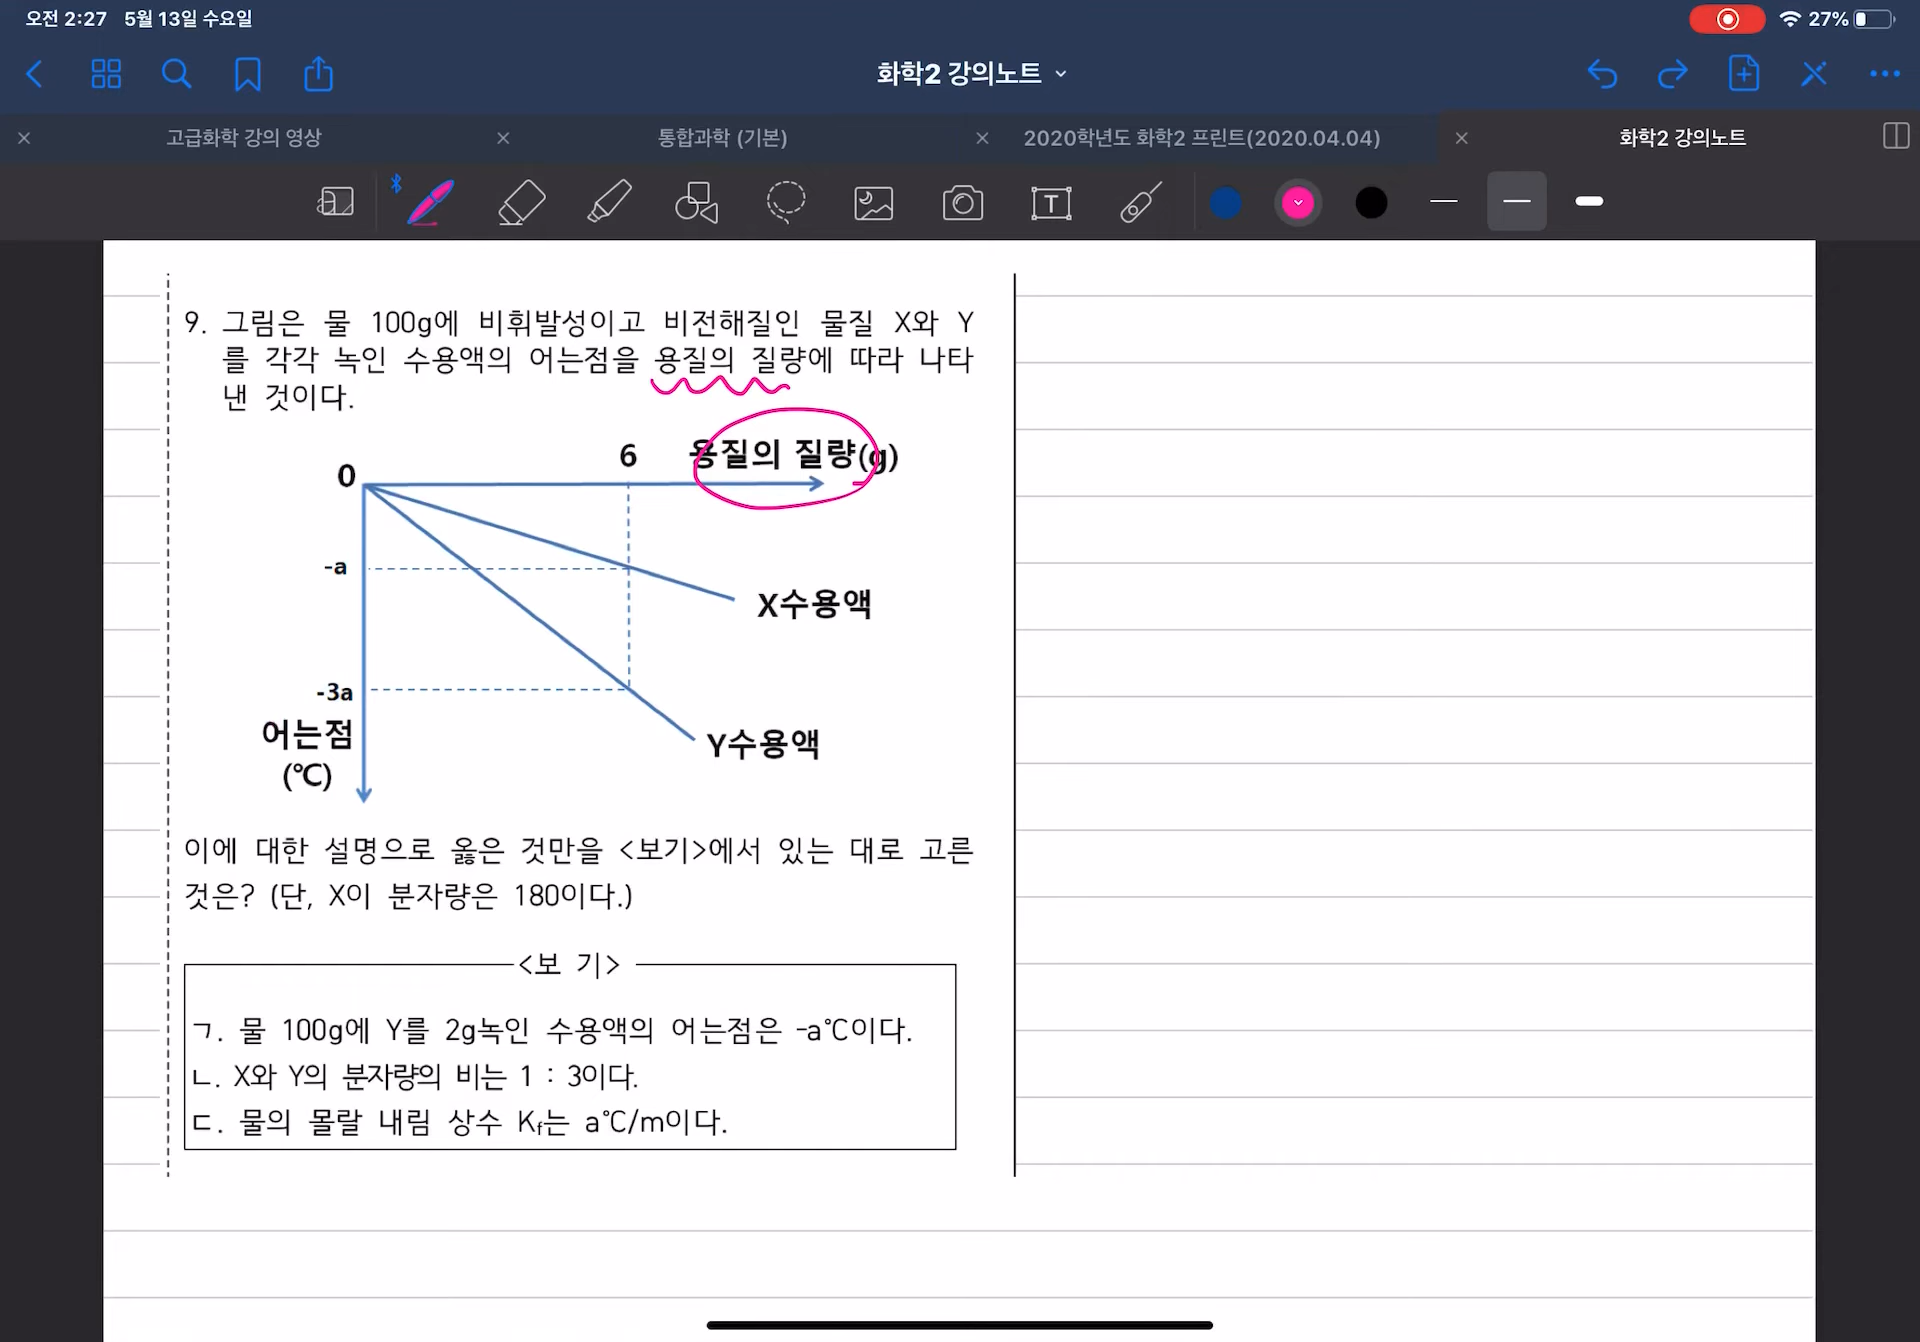 오전 2:27 5월 13일 수요일
27%
화학2 강의노트
고급화학 강의 영상
통합과학 (기본)
2020학년도 화학2 프린트(2020.04.04)
화학2 강의노트
9. 그림은 물 100g에 비휘발성이고 비전해질인 물질 X와 Y
를 각각 녹인 수용액의 어는점을 용질의 질량에 따라 나타
낸 것이다.
0
6
용질의 질량(g)
-a
X수용액
-3a
어는점
(℃)
Y수용액
이에 대한 설명으로 옳은 것만을 <보기>에서 있는 대로 고른
것은? (단, X이 분자량은 180이다.)
<보 기>
ㄱ. 물 100g에 Y를 2g녹인 수용액의 어는점은 -a℃이다.
ㄴ. X와 Y의 분자량의 비는 1 : 3이다.
ㄷ. 물의 몰랄 내림 상수 Kf는 a℃/m이다.